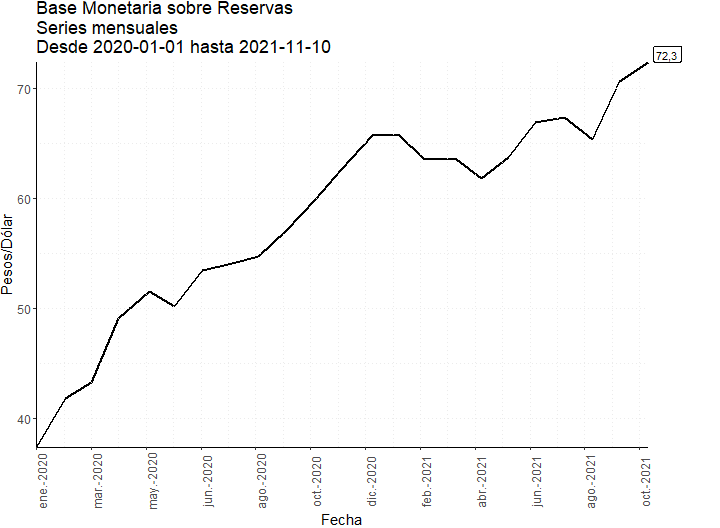 Base Monetaria sobre Reservas
Series mensuales
Desde 2020-01-01 hasta 2021-11-10
72,3
70
60
50
40
Pesos/Dólar
ene.-2020
mar.-2020
may.-2020
jun.-2020
ago.-2020
oct.-2020
dic.-2020
feb.-2021
abr.-2021
jun.-2021
ago.-2021
oct.-2021
Fecha